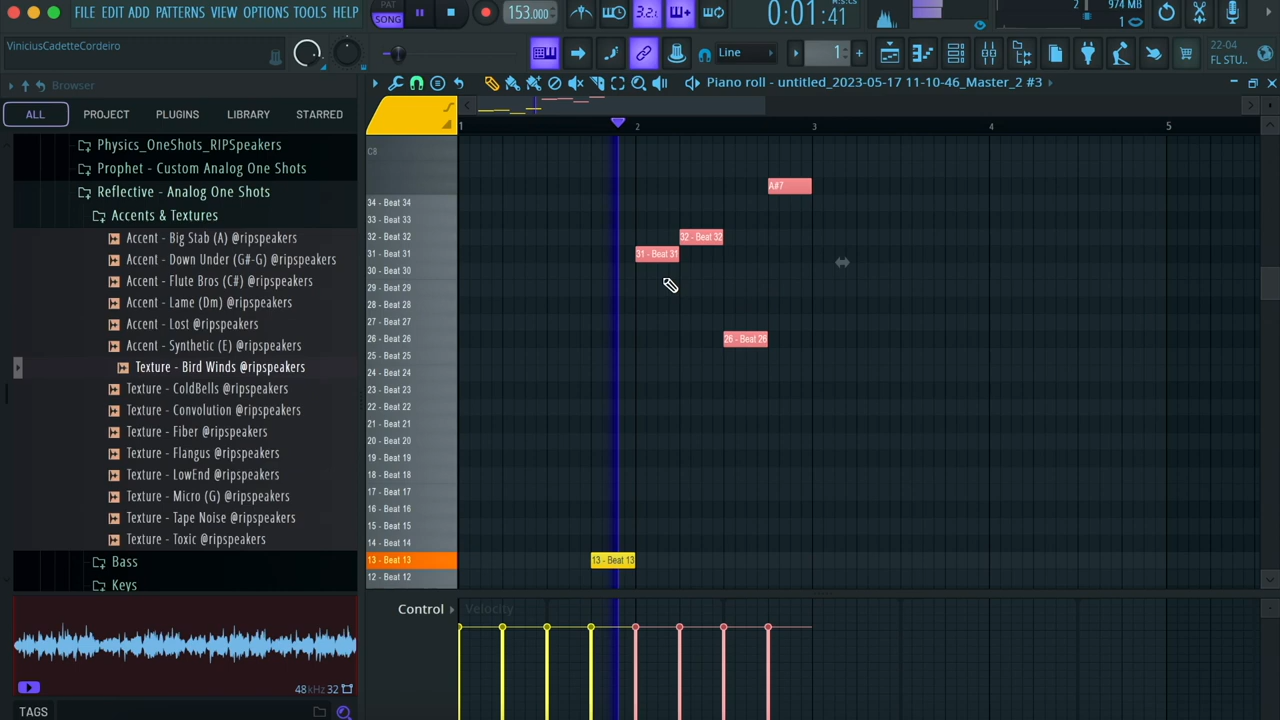 FILE EDIT ADD PATTERNS VIEW OPTIONS TOOLS HELP
PAT
SONG
153.000
3.2.
0:01:41
M:S:CS
2
974 MB
1
ViniciusCadetteCordeiro
Line
1
22-04
FL STU..
Browser
Piano roll - untitled_2023-05-17 11-10-46_Master_2 #3
ALL
PROJECT
PLUGINS
LIBRARY
STARRED
1
2
3
4
5
Physics_OneShots_RIPSpeakers
Prophet - Custom Analog One Shots
Reflective - Analog One Shots
Accents & Textures
Accent - Big Stab (A) @ripspeakers
Accent - Down Under (G#-G) @ripspeakers
Accent - Flute Bros (C#) @ripspeakers
Accent - Lame (Dm) @ripspeakers
Accent - Lost @ripspeakers
Accent - Synthetic (E) @ripspeakers
Texture - Bird Winds @ripspeakers
Texture - ColdBells @ripspeakers
Texture - Convolution @ripspeakers
Texture - Fiber @ripspeakers
Texture - Flangus @ripspeakers
Texture - LowEnd @ripspeakers
Texture - Micro (G) @ripspeakers
Texture - Tape Noise @ripspeakers
Texture - Toxic @ripspeakers
Bass
Keys
48kHz 32
TAGS
C8
34 - Beat 34
33 - Beat 33
32 - Beat 32
31 - Beat 31
30 - Beat 30
29 - Beat 29
28 - Beat 28
27 - Beat 27
26 - Beat 26
25 - Beat 25
24 - Beat 24
23 - Beat 23
22 - Beat 22
21 - Beat 21
20 - Beat 20
19 - Beat 19
18 - Beat 18
17 - Beat 17
16 - Beat 16
15 - Beat 15
14 - Beat 14
13 - Beat 13
12 - Beat 12
A#7
32 - Beat 32
31 - Beat 31
26 - Beat 26
13 - Beat 13
Control
Velocity